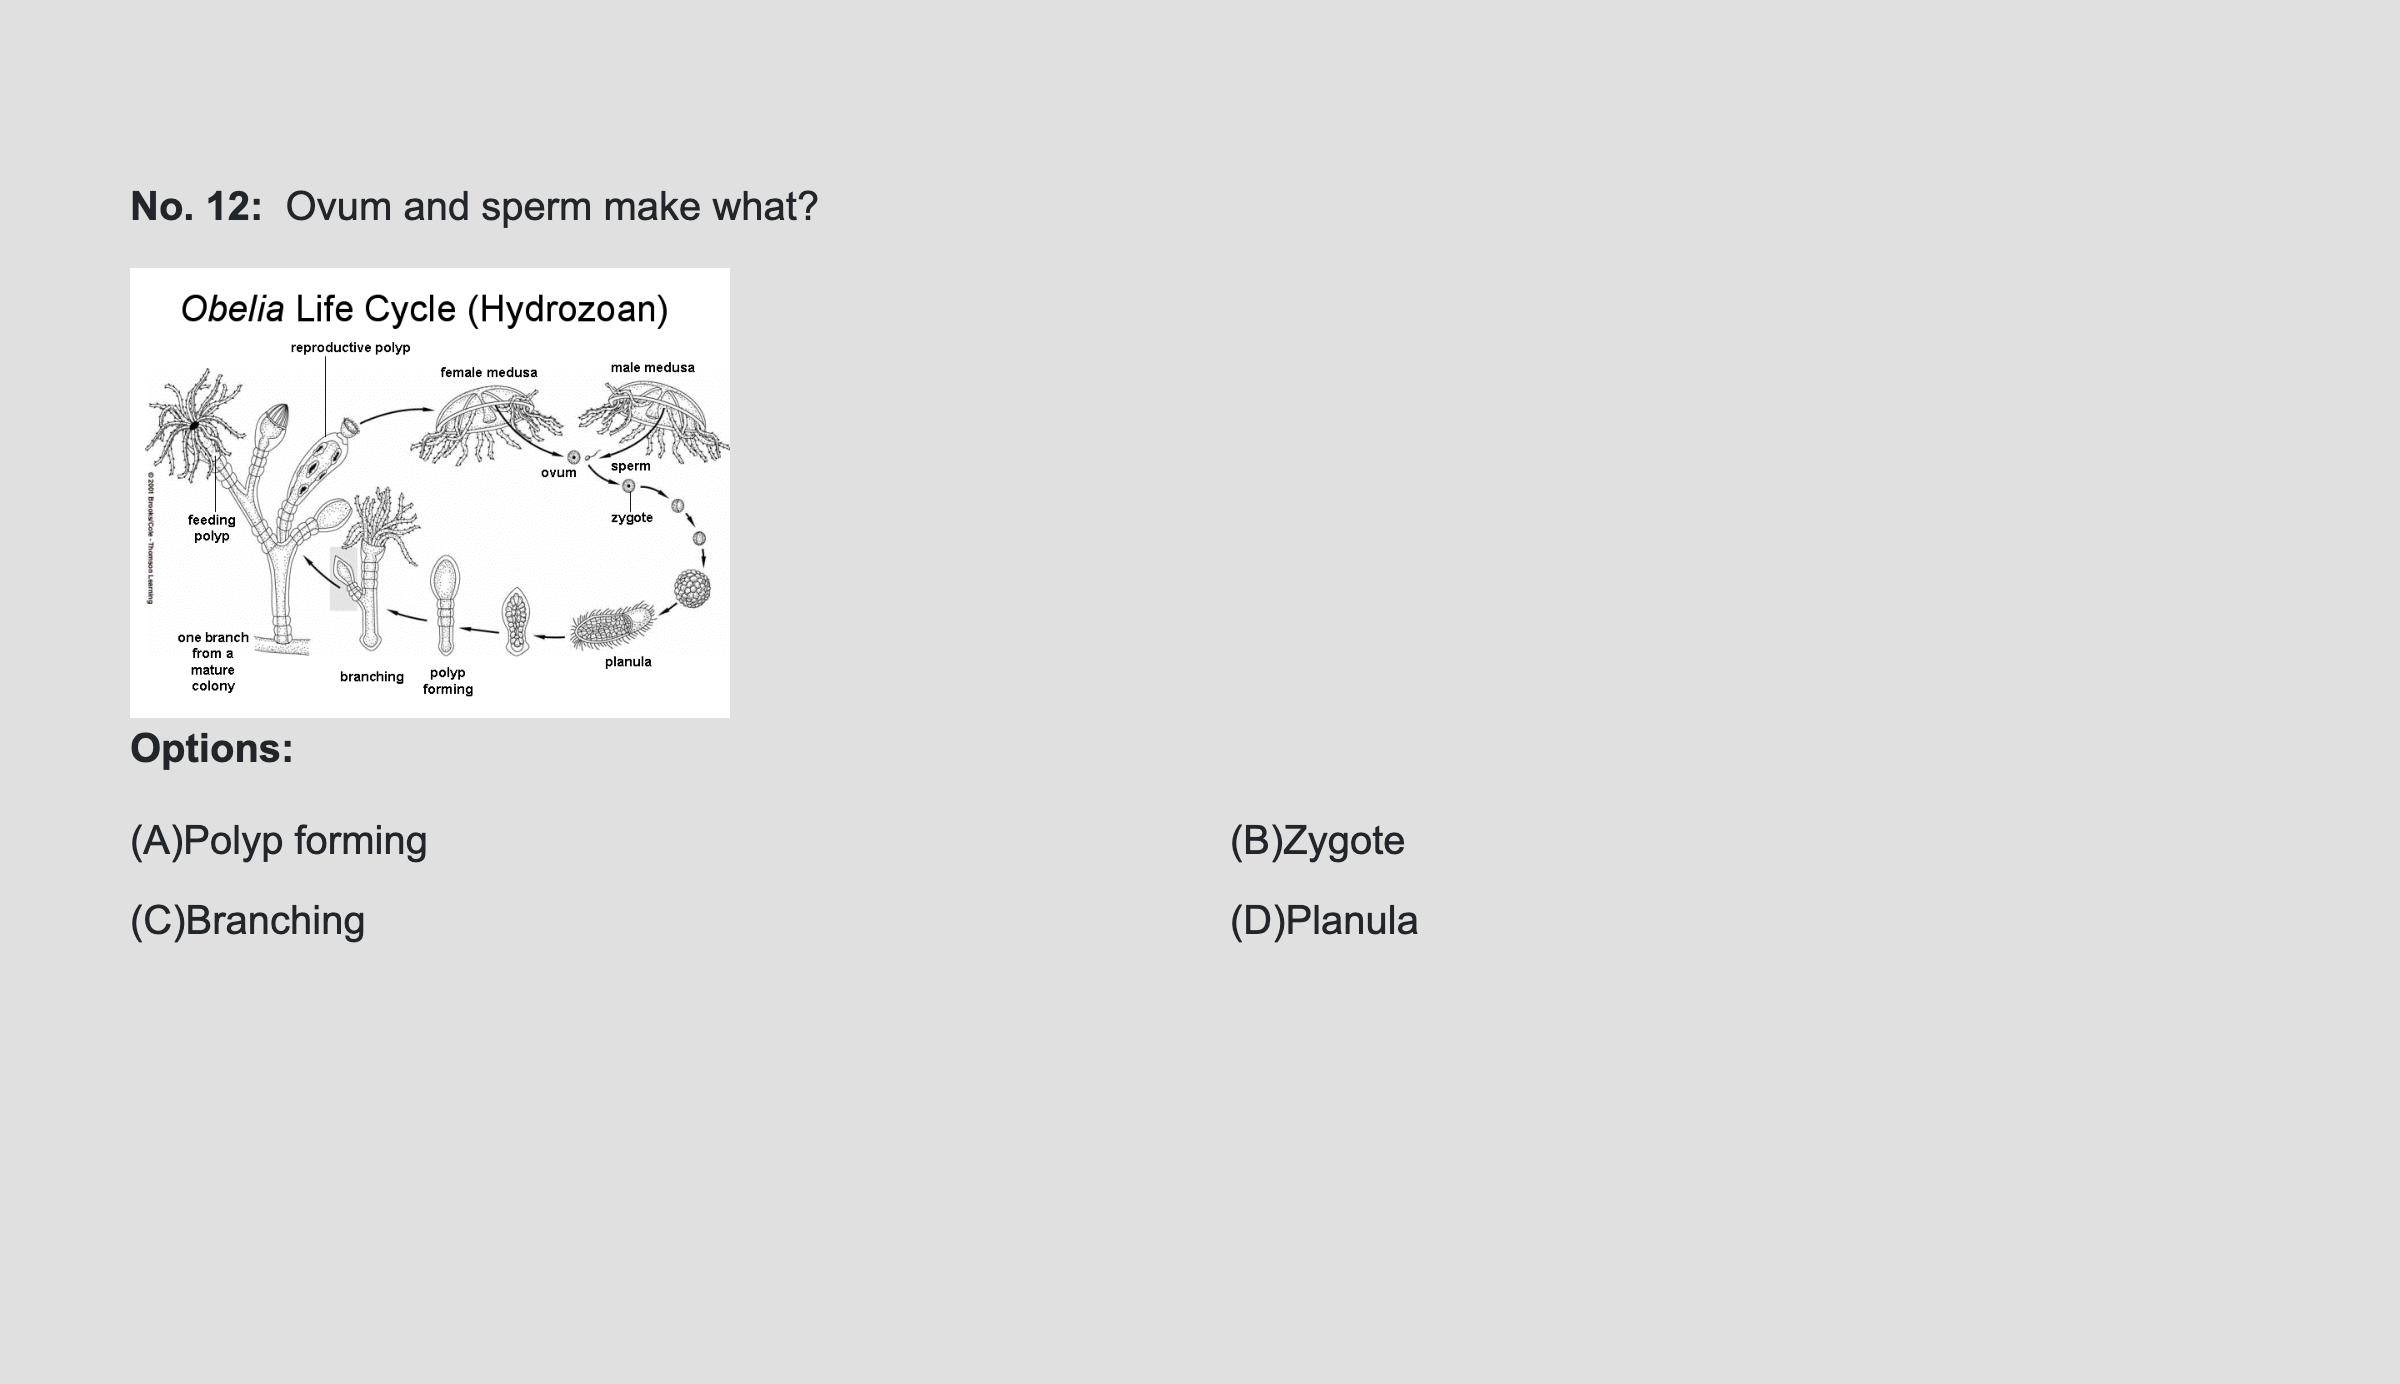 No. 12: Ovum and sperm make what?
Obelia Life Cycle (Hydrozoan)
reproductive polyp
female medusa
male medusa
ovum
sperm
zygote
feeding
polyp
© 2001 Brooks/Cole - Thomson Learning
one branch
from a
mature
colony
branching
polyp
forming
planula
Options:
(A)Polyp forming
(B)Zygote
(C)Branching
(D)Planula